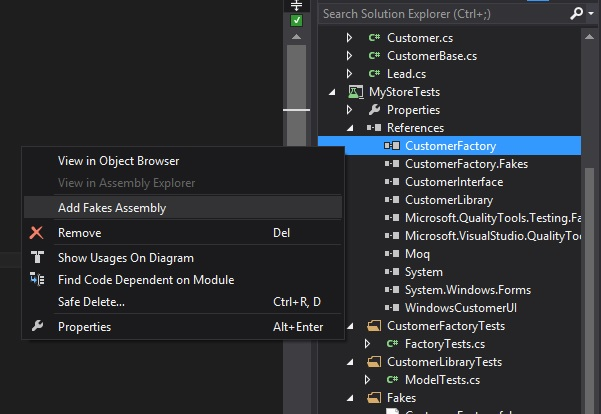 View in Object Browser
View in Assembly Explorer
Add Fakes Assembly
Remove Del
Show Usages On Diagram
Find Code Dependent on Module
Safe Delete... Ctrl+R, D
Properties Alt+Enter
Search Solution Explorer (Ctrl+;)
C# Customer.cs
C# CustomerBase.cs
C# Lead.cs
MyStoreTests
Properties
References
CustomerFactory
CustomerFactory.Fakes
CustomerInterface
CustomerLibrary
Microsoft.QualityTools.Testing.Fa
Microsoft.VisualStudio.QualityToo
Moq
System
System.Windows.Forms
WindowsCustomerUI
CustomerFactoryTests
C# FactoryTests.cs
CustomerLibraryTests
C# ModelTests.cs
Fakes